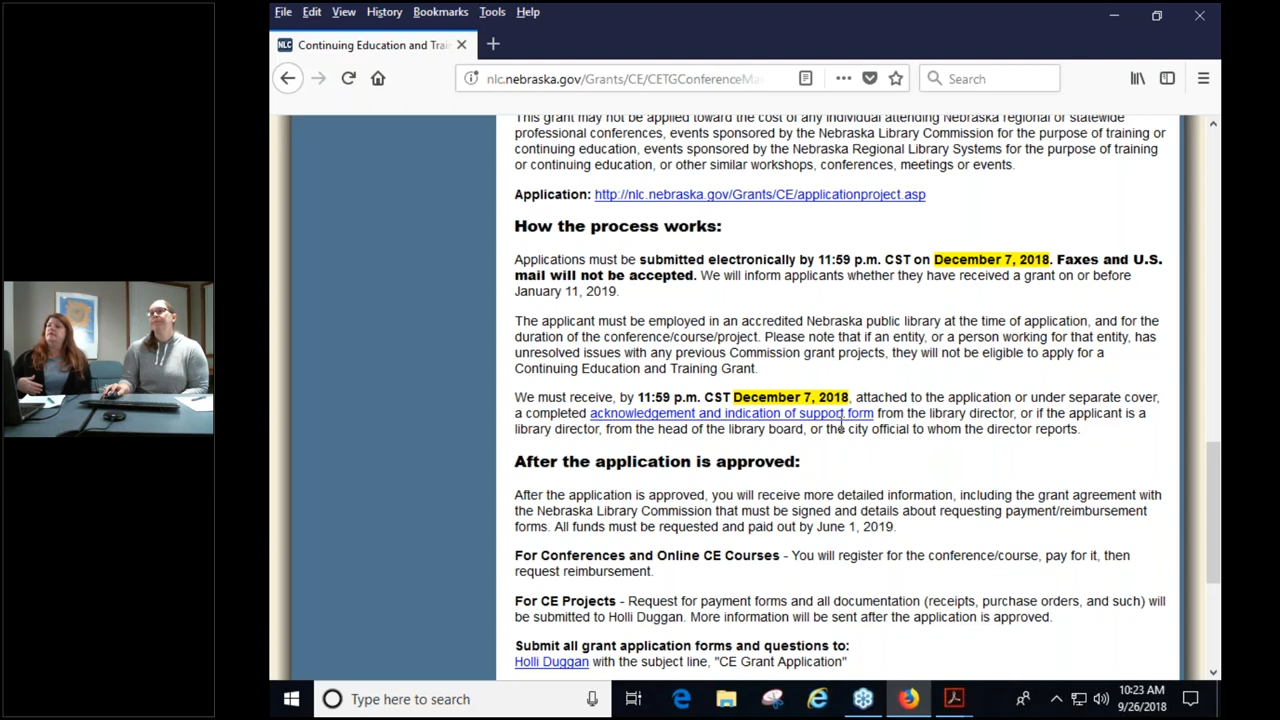 File Edit View History Bookmarks Tools Help
NLC Continuing Education and Trai
nlc.nebraska.gov/Grants/CE/CETGConferenceMa Search
This grant may not be applied toward the cost of any individual attending Nebraska regional or statewide
professional conferences, events sponsored by the Nebraska Library Commission for the purpose of training or
continuing education, events sponsored by the Nebraska Regional Library Systems for the purpose of training
or continuing education, or other similar workshops, conferences, meetings or events.
Application: http://nlc.nebraska.gov/Grants/CE/applicationproject.asp
How the process works:
Applications must be submitted electronically by 11:59 p.m. CST on December 7, 2018. Faxes and U.S.
mail will not be accepted. We will inform applicants whether they have received a grant on or before
January 11, 2019.
The applicant must be employed in an accredited Nebraska public library at the time of application, and for the
duration of the conference/course/project. Please note that if an entity, or a person working for that entity, has
unresolved issues with any previous Commission grant projects, they will not be eligible to apply for a
Continuing Education and Training Grant.
We must receive, by 11:59 p.m. CST December 7, 2018, attached to the application or under separate cover,
a completed acknowledgement and indication of support form from the library director, or if the applicant is a
library director, from the head of the library board, or the city official to whom the director reports.
After the application is approved:
After the application is approved, you will receive more detailed information, including the grant agreement with
the Nebraska Library Commission that must be signed and details about requesting payment/reimbursement
forms. All funds must be requested and paid out by June 1, 2019.
For Conferences and Online CE Courses - You will register for the conference/course, pay for it, then
request reimbursement.
For CE Projects - Request for payment forms and all documentation (receipts, purchase orders, and such) will
be submitted to Holli Duggan. More information will be sent after the application is approved.
Submit all grant application forms and questions to:
Holli Duggan with the subject line, "CE Grant Application"
Type here to search
10:23 AM
9/26/2018